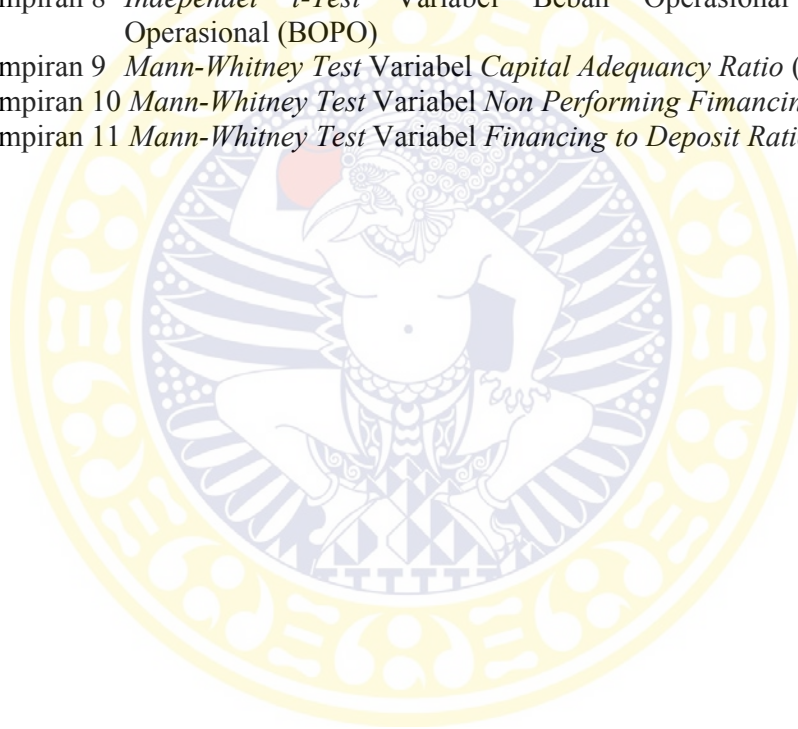 mpiran 8 Independet t-Test Variabel Beban Operasional
Operasional (BOPO)
mpiran 9 Mann-Whitney Test Variabel Capital Adequancy Ratio (
mpiran 10 Mann-Whitney Test Variabel Non Performing Fimancin
mpiran 11 Mann-Whitney Test Variabel Financing to Deposit Rati